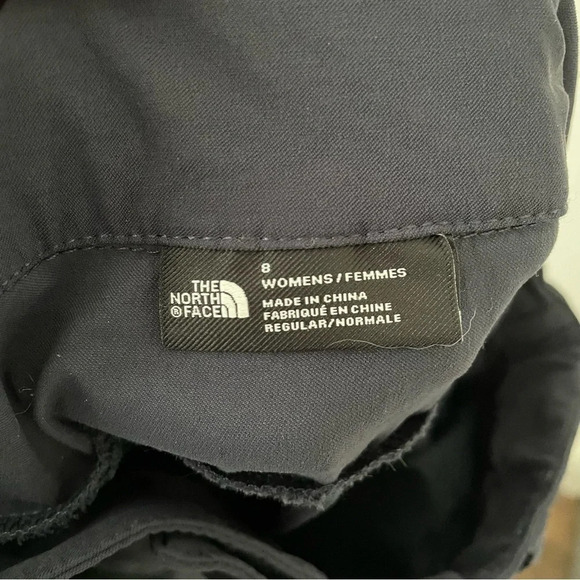 THE
NORTH
® FACE
8
WOMENS / FEMMES
MADE IN CHINA
FABRIQUÉ EN CHINE
REGULAR/NORMALE